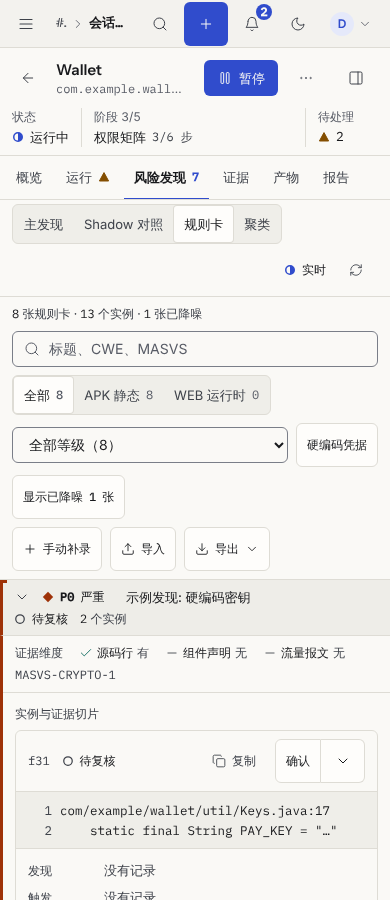 #. 会话…
2
D
Wallet
com.example.wall…
暂停
状态 阶段 3/5 待处理
运行中 权限矩阵 3/6 步 2
概览 运行 风险发现 7 证据 产物 报告
主发现 Shadow 对照 规则卡 聚类
实时
8 张规则卡 · 13 个实例 · 1 张已降噪
标题、CWE、MASVS
全部 8 APK 静态 8 WEB 运行时 0
全部等级（8） 硬编码凭据
显示已降噪 1 张
手动补录 导入 导出
P0 严重 示例发现: 硬编码密钥
待复核 2 个实例
证据维度 源码行 有 组件声明 无 流量报文 无
MASVS-CRYPTO-1
实例与证据切片
f31 待复核 复制 确认
1 com/example/wallet/util/Keys.java:17
2 static final String PAY_KEY = "…"
发现 没有记录
触发 没有记录